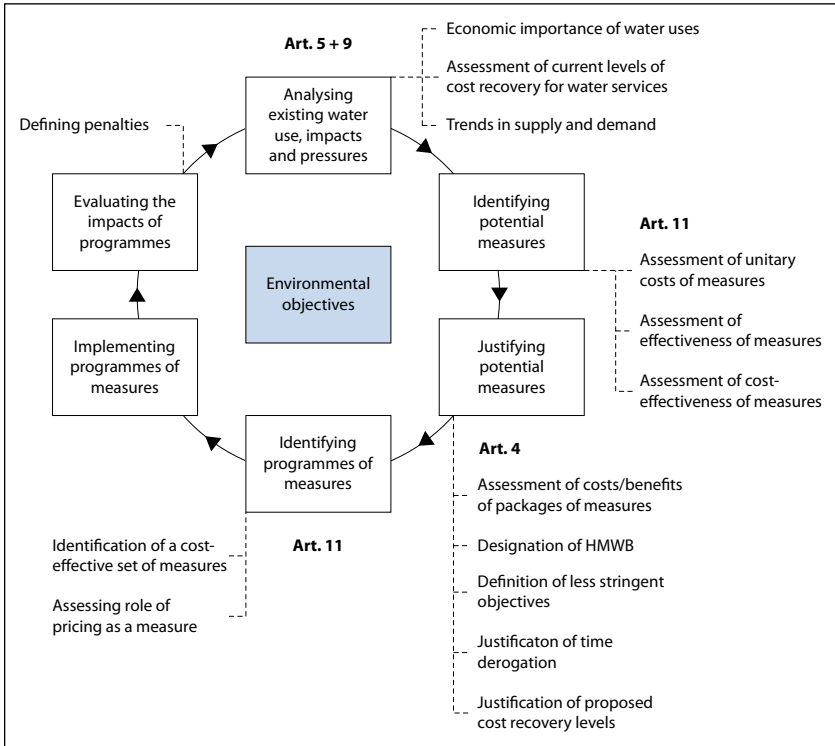 Art. 5 + 9
Analysing
existing water
use, impacts
and pressures
Economic importance of water uses
Assessment of current levels of
cost recovery for water services
Trends in supply and demand
Defining penalties
Evaluating the
impacts of
programmes
Identifying
potential
measures
Art. 11
Assessment of unitary
costs of measures
Assessment of
effectiveness of measures
Assessment of cost-
effectiveness of measures
Environmental
objectives
Implementing
programmes of
measures
Justifying
potential
measures
Art. 4
Assessment of costs/benefits
of packages of measures
Designation of HMWB
Definition of less stringent
objectives
Justificaton of time
derogation
Justification of proposed
cost recovery levels
Identifying
programmes of
measures
Art. 11
Identification of a cost-
effective set of measures
Assessing role of
pricing as a measure